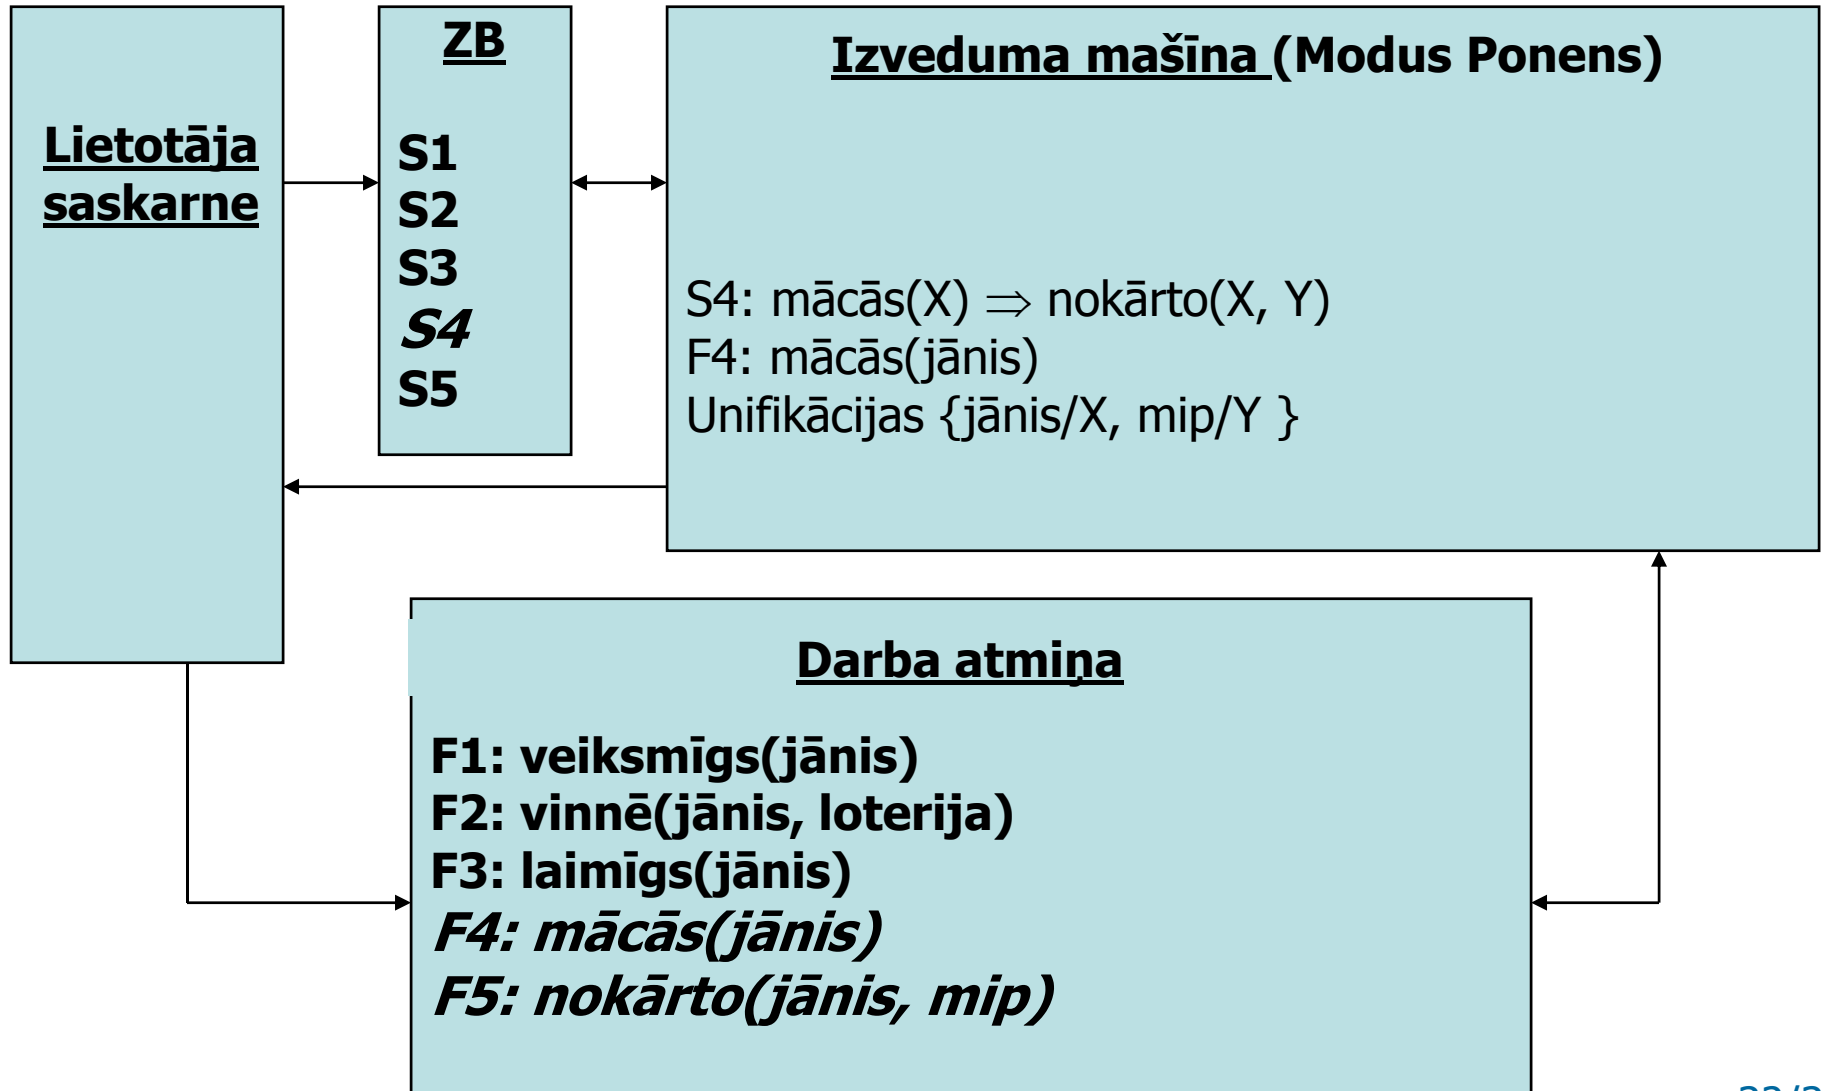 Lietotāja
saskarne
ZB
S1
S2
S3
S4
S5
Izveduma mašīna (Modus Ponens)
S4: mācās(X) ⇒ nokārto(X, Y)
F4: mācās(jānis)
Unifikācijas {jānis/X, mip/Y }
Darba atmiņa
F1: veiksmīgs(jānis)
F2: vinnē(jānis, loterija)
F3: laimīgs(jānis)
F4: mācās(jānis)
F5: nokārto(jānis, mip)